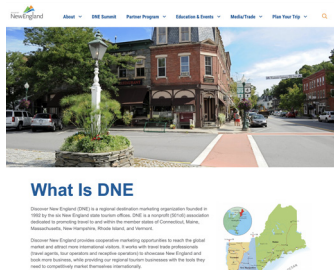 NewEngland
About DNE Summit Partner Program Education & Events Media/Trade Plan Your Trip
What Is DNE
Discover New England (DNE) is a regional destination marketing organization founded in
1992 by the six New England state tourism offices. DNE is a nonprofit (501c6) association
dedicated to promoting travel to and within the member states of Connecticut, Maine,
Massachusetts, New Hampshire, Rhode Island, and Vermont.
Discover New England provides cooperative marketing opportunities to reach the global
market and attract more international visitors. It works with travel trade professionals
(travel agents, tour operators and receptive operators) to showcase New England and
book more business, while providing our regional tourism businesses with the tools they
need to competitively market themselves internationally.